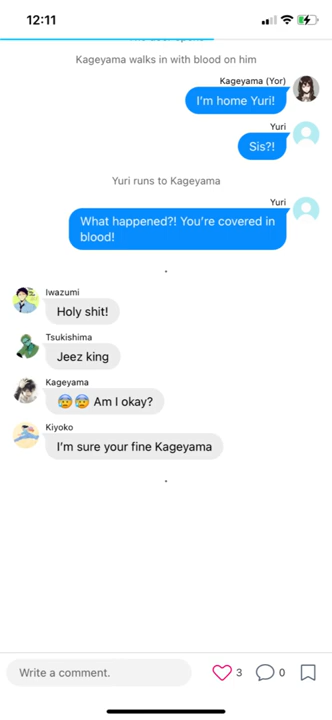 12:11
Kageyama walks in with blood on him
Kageyama (Yor)
I'm home Yuri!
Yuri
Sis?!
Yuri runs to Kageyama
Yuri
What happened?! You're covered in
blood!
.
Iwazumi
Holy shit!
Tsukishima
Jeez king
Kageyama
😰😰 Am I okay?
Kiyoko
I'm sure your fine Kageyama
.
Write a comment.
3
0